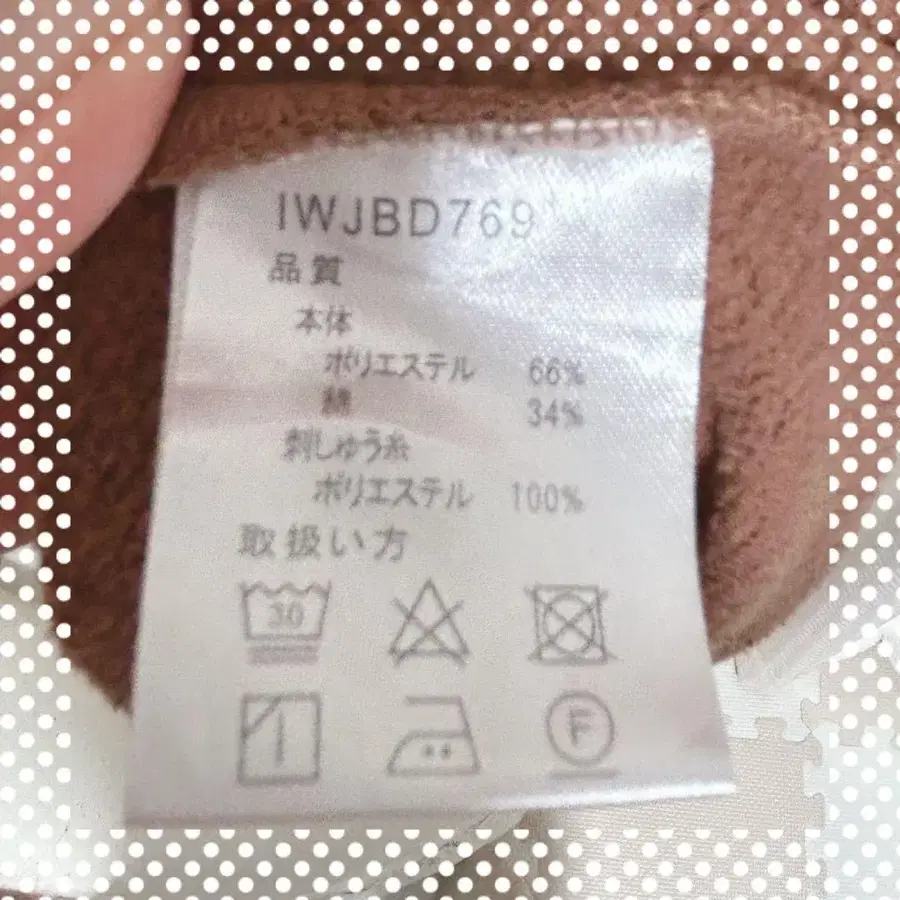 IWJBD769
品質
本体
ポリエステル 66%
綿 34%
刺しゅう糸
ポリエステル 100%
取扱い方
30
F